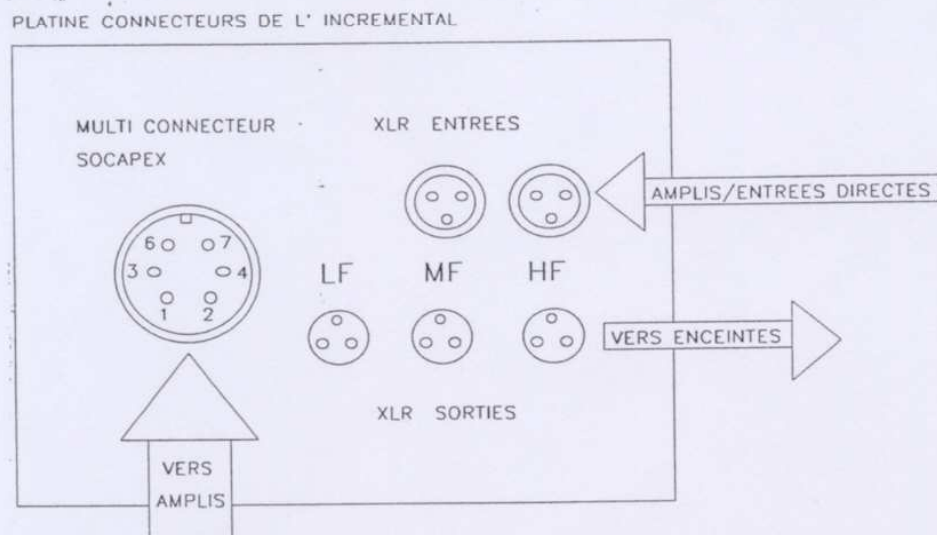 PLATINE CONNECTEURS DE L' INCREMENTAL
MULTI CONNECTEUR
SOCAPEX
XLR ENTREES
AMPLIS/ENTREES DIRECTES
6 7
3 4
1 2
LF MF HF
VERS ENCEINTES
XLR SORTIES
VERS
AMPLIS